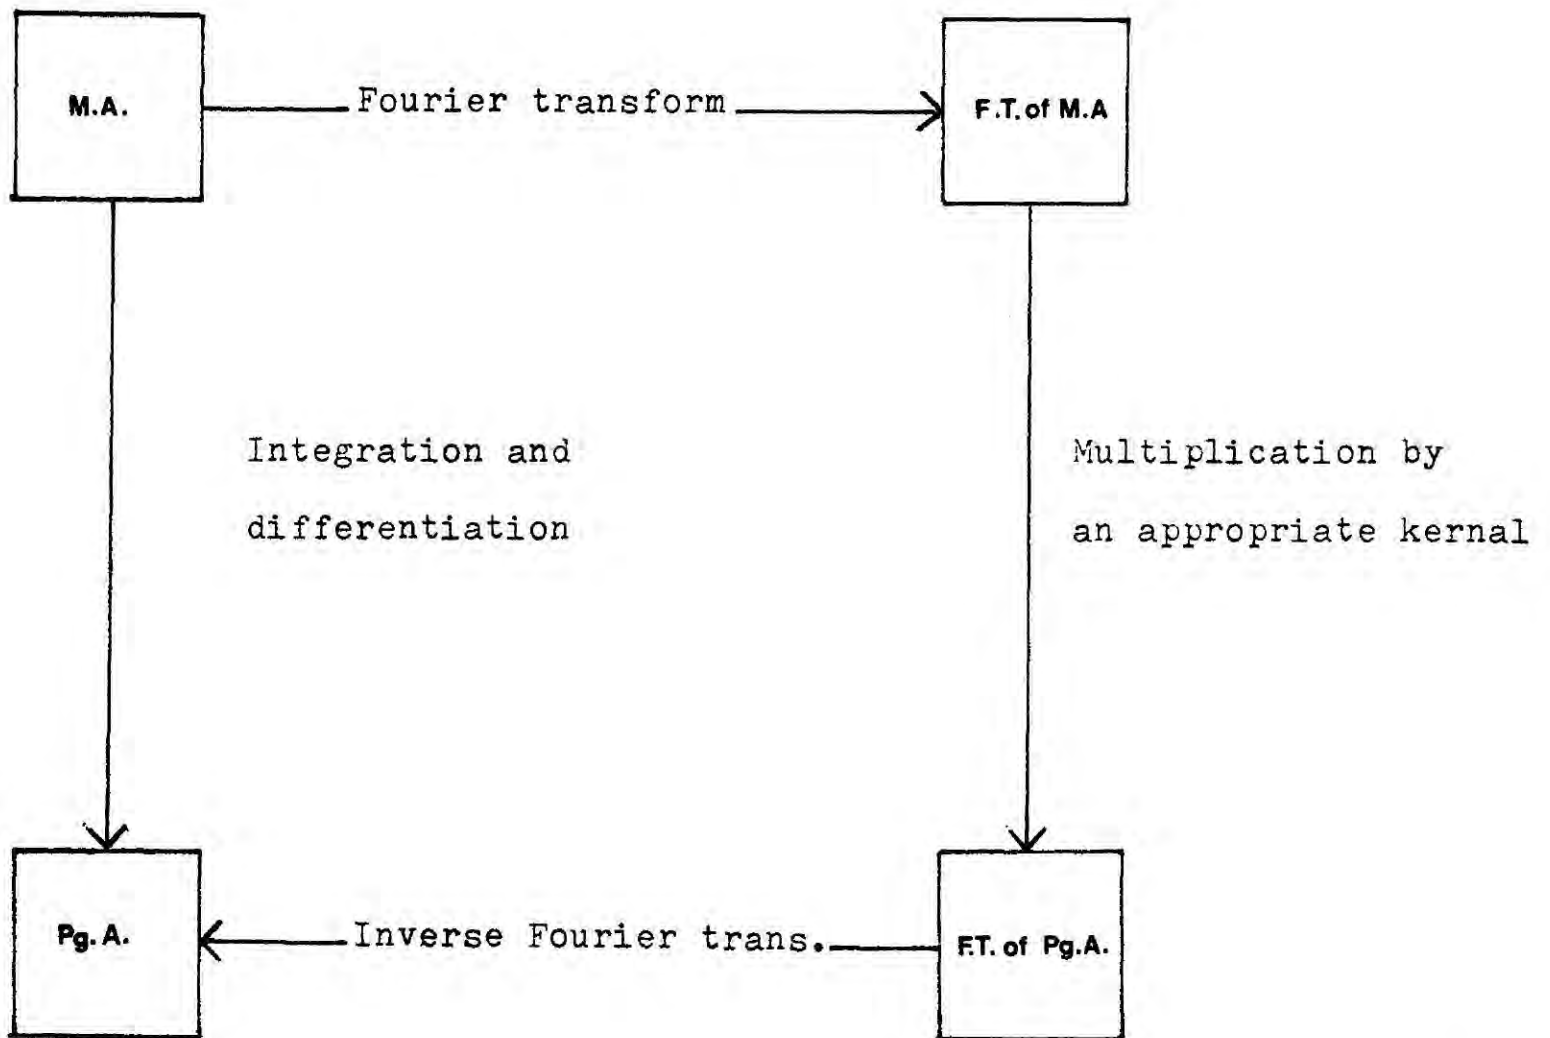 M.A.
Fourier transform
F.T. of M.A
Integration and
differentiation
Multiplication by
an appropriate kernal
Pg. A.
Inverse Fourier trans.
F.T. of Pg.A.